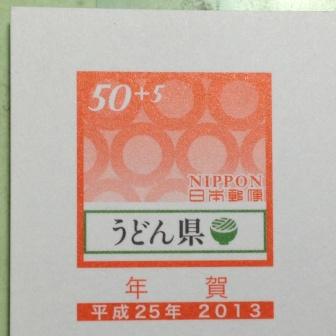 50+5
NIPPON
日本郵便
うどん県
年賀
平成25年 2013